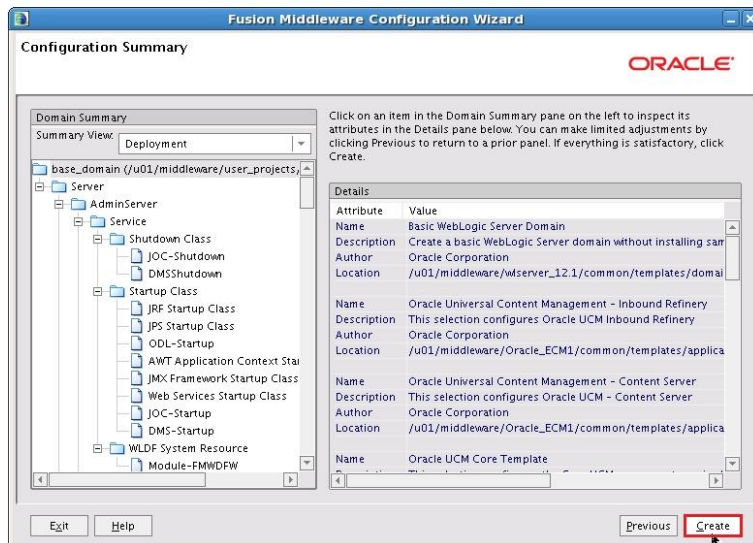 Fusion Middleware Configuration Wizard
Configuration Summary
ORACLE
Domain Summary
Summary View:
Deployment
base_domain (/u01/middleware/user_projects,
Server
AdminServer
Service
Shutdown Class
JOC-Shutdown
DMSShutdown
Startup Class
JRF Startup Class
JPS Startup Class
ODL-Startup
AWT Application Context Star
JMX Framework Startup Class
Web Services Startup Class
JOC-Startup
DMS-Startup
WLDF System Resource
Module-FMWDFW
Click on an item in the Domain Summary pane on the left to inspect its
attributes in the Details pane below. You can make limited adjustments by
clicking Previous to return to a prior panel. If everything is satisfactory, click
Create.
Details
Attribute Value
Name Basic WebLogic Server Domain
Description Create a basic WebLogic Server domain without installing sam
Author Oracle Corporation
Location /u01/middleware/wlserver_12.1/common/templates/domai
Name Oracle Universal Content Management - Inbound Refinery
Description This selection configures Oracle UCM Inbound Refinery
Author Oracle Corporation
Location /u01/middleware/Oracle_ECM1/common/templates/applica
Name Oracle Universal Content Management - Content Server
Description This selection configures Oracle UCM - Content Server
Author Oracle Corporation
Location /u01/middleware/Oracle_ECM1/common/templates/applica
Name Oracle UCM Core Template
Exit Help Previous Create